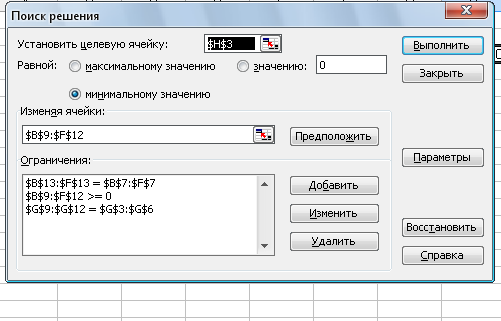 Поиск решения
Установить целевую ячейку: $H$3 Выполнить
Равной: максимальному значению значению: 0 Закрыть
минимальному значению
Изменяя ячейки:
$B$9:$F$12 Предположить
Ограничения: Параметры
$B$13:$F$13 = $B$7:$F$7 Добавить
$B$9:$F$12 >= 0
$G$9:$G$12 = $G$3:$G$6 Изменить
Восстановить
Удалить
Справка